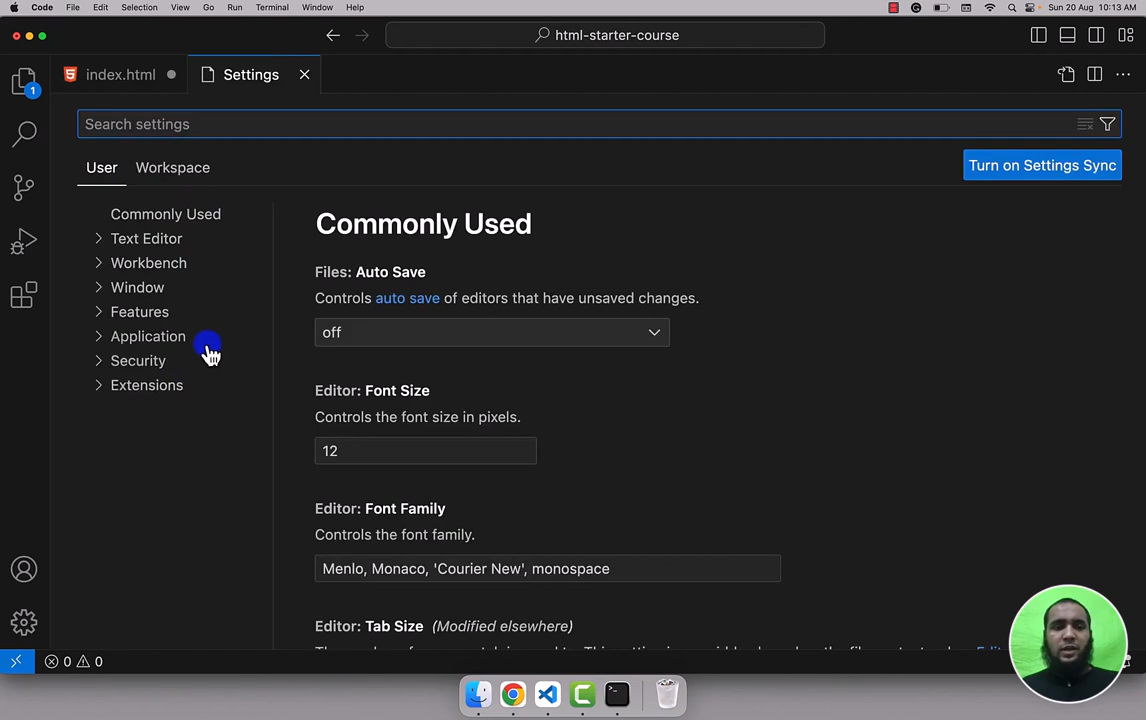 Code File Edit Selection View Go Run Terminal Window Help Sun 20 Aug 10:13 AM
html-starter-course
index.html Settings
1
Search settings
User Workspace Turn on Settings Sync
Commonly Used
Text Editor
Workbench
Window
Features
Application
Security
Extensions
Commonly Used
Files: Auto Save
Controls auto save of editors that have unsaved changes.
off
Editor: Font Size
Controls the font size in pixels.
12
Editor: Font Family
Controls the font family.
Menlo, Monaco, 'Courier New', monospace
Editor: Tab Size (Modified elsewhere)
0 0